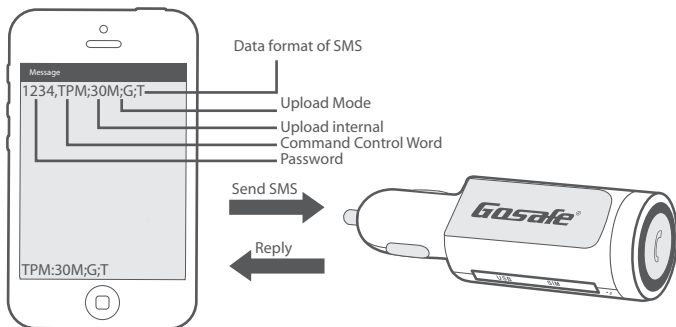 Data format of SMS
Message
1234,TPM;30M;G;T
Upload Mode
Upload internal
Command Control Word
Password
Send SMS
Gosafe®
Reply
TPM:30M;G;T
USB
SIM